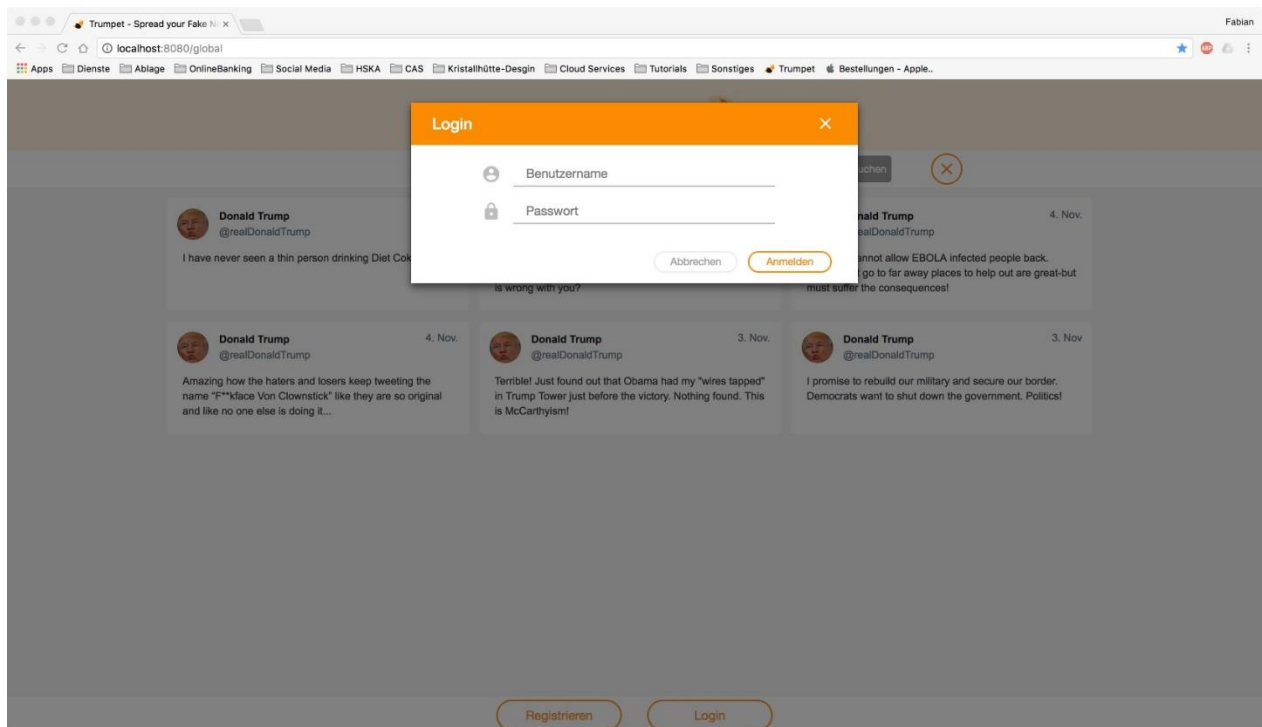 Trumpet - Spread your Fake N
Fabian
localhost:8080/global
Apps Dienste Ablage OnlineBanking Social Media HSKA CAS Kristallhütte-Desgin Cloud Services Tutorials Sonstiges Trumpet Bestellungen - Apple..
Login
Benutzername
Passwort
Abbrechen Anmelden
uchen
Donald Trump
@realDonaldTrump
I have never seen a thin person drinking Diet Cok
is wrong with you?
nald Trump 4. Nov.
ealDonaldTrump
annot allow EBOLA infected people back.
go to far away places to help out are great-but
must suffer the consequences!
Donald Trump 4. Nov.
@realDonaldTrump
Amazing how the haters and losers keep tweeting the
name "F**kface Von Clownstick" like they are so original
and like no one else is doing it...
Donald Trump 3. Nov.
@realDonaldTrump
Terrible! Just found out that Obama had my "wires tapped"
in Trump Tower just before the victory. Nothing found. This
is McCarthyism!
Donald Trump 3. Nov
@realDonaldTrump
I promise to rebuild our military and secure our border.
Democrats want to shut down the government. Politics!
Registrieren Login